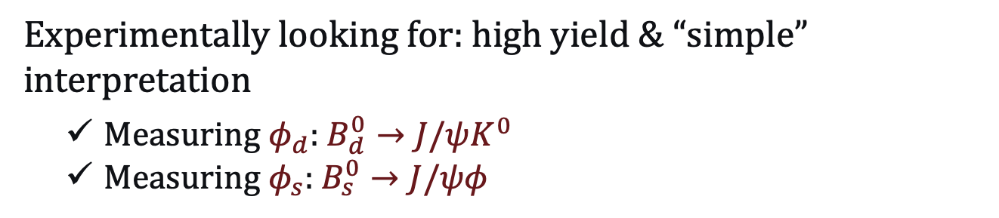 Experimentally looking for: high yield & “simple”
interpretation
✓ Measuring ϕ_d: B_d^0 → J/ψK^0
✓ Measuring ϕ_s: B_s^0 → J/ψϕ